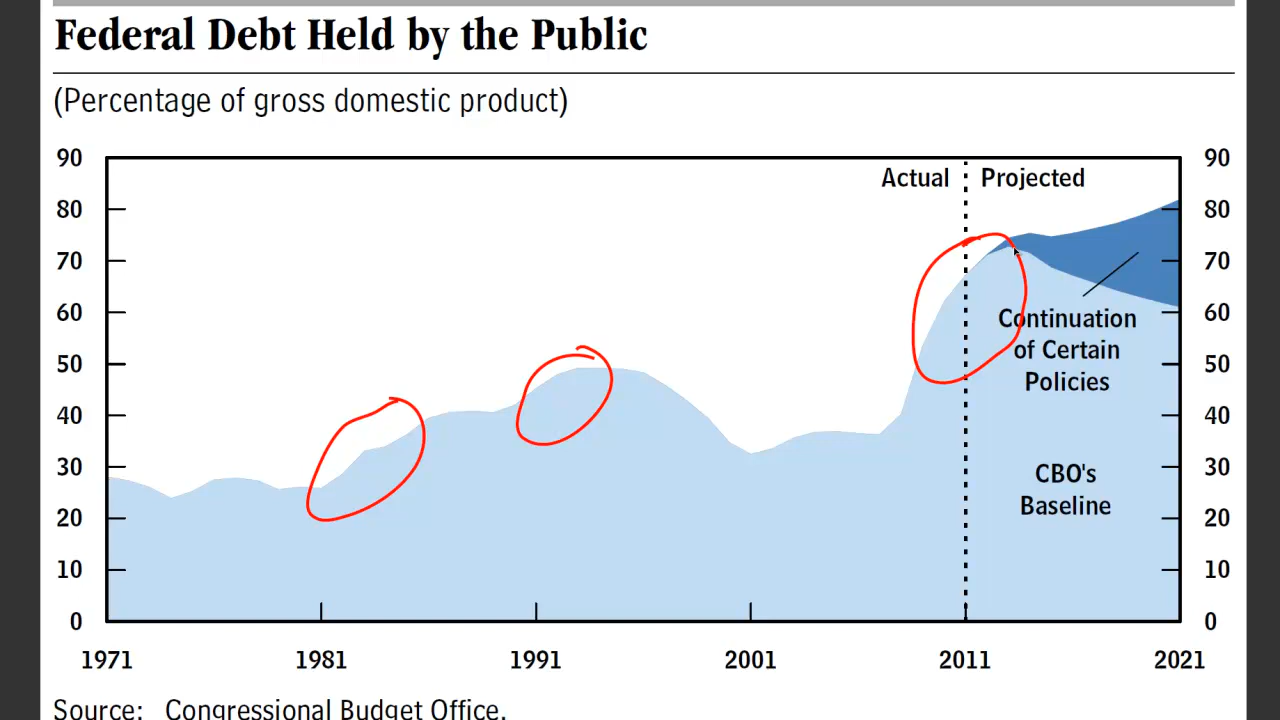 Federal Debt Held by the Public
(Percentage of gross domestic product)
90 90
Actual Projected
80 80
70 70
60 60
Continuation
of Certain
Policies
50 50
40 40
30 30
CBO's
Baseline
20 20
10 10
0 0
1971 1981 1991 2001 2011 2021
Source: Congressional Budget Office.